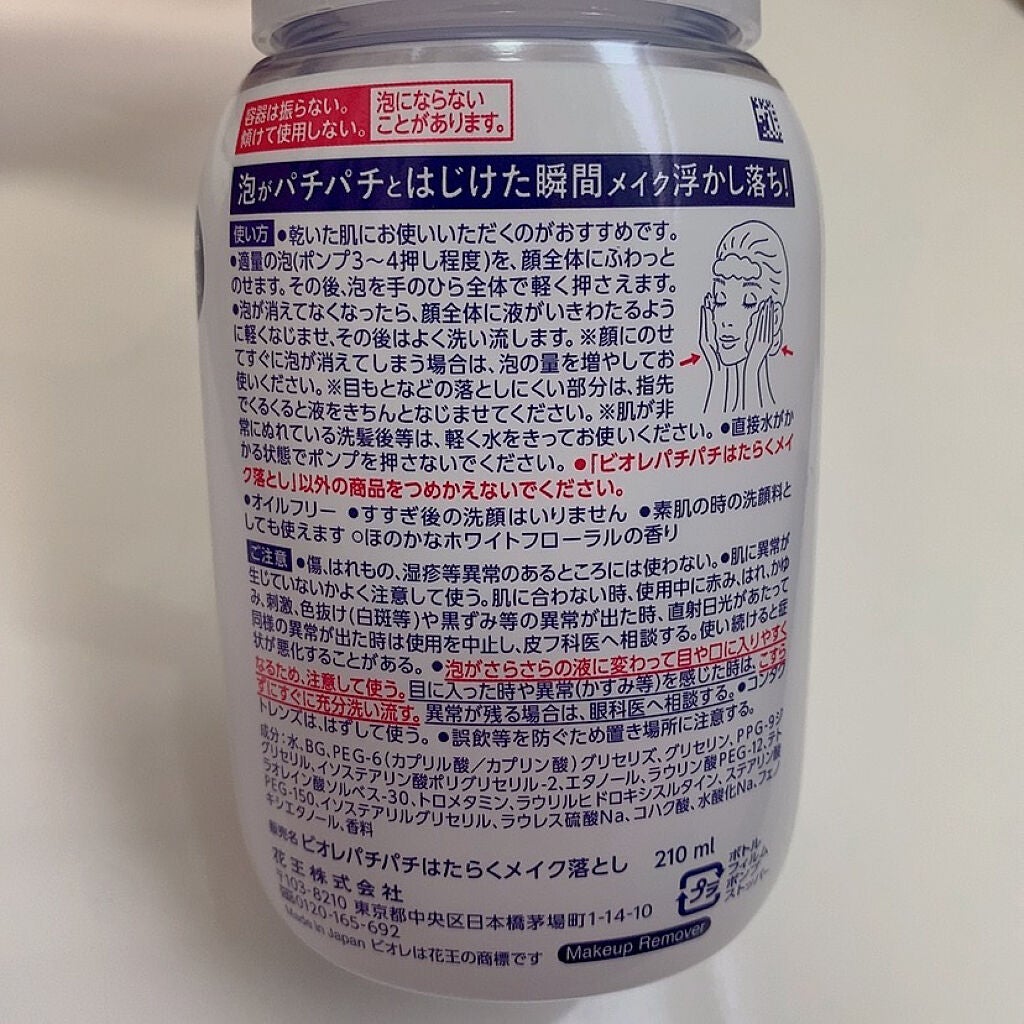 容器は振らない。
傾けて使用しない。
泡にならない
ことがあります。
泡がパチパチとはじけた瞬間メイク浮かし落ち!
使い方 ●乾いた肌にお使いいただくのがおすすめです。
●適量の泡(ポンプ3〜4押し程度)を、顔全体にふわっと
のせます。その後、泡を手のひら全体で軽く押さえます。
●泡が消えてなくなったら、顔全体に液がいきわたるよう
に軽くなじませ、その後はよく洗い流します。※顔にのせ
てすぐに泡が消えてしまう場合は、泡の量を増やしてお
使いください。※目もとなどの落としにくい部分は、指先
でくるくると液をきちんとなじませてください。※肌が非
常にぬれている洗髪後等は、軽く水をきってお使いください。●直接水がか
かる状態でポンプを押さないでください。●「ビオレパチパチはたらくメイ
ク落とし」以外の商品をつめかえないでください。
●オイルフリー ●すすぎ後の洗顔はいりません ●素肌の時の洗顔料と
しても使えます ○ほのかなホワイトフローラルの香り
ご注意 ●傷、はれもの、湿疹等異常のあるところには使わない。●肌に異常が
生じていないかよく注意して使う。肌に合わない時、使用中に赤み、はれ、かゆ
み、刺激、色抜け(白斑等)や黒ずみ等の異常が出た時、直射日光があたって
同様の異常が出た時は使用を中止し、皮フ科医へ相談する。使い続けると症
状が悪化することがある。●泡がさらさらの液に変わって目や口に入りやすく
なるため、注意して使う。目に入った時や異常(かすみ等)を感じた時は、こすら
ずにすぐに充分洗い流す。異常が残る場合は、眼科医へ相談する。●コンタク
トレンズは、はずして使う。●誤飲等を防ぐため置き場所に注意する。
成分:水、BG、PEG-6(カプリル酸/カプリン酸)グリセリズ、グリセリン、PPG-9ジ
グリセリル、イソステアリン酸ポリグリセリル-2、エタノール、ラウリン酸PEG-12、テト
ラオレイン酸ソルベス-30、トロメタミン、ラウリルヒドロキシスルタイン、ステアリン酸
PEG-150、イソステアリルグリセリル、ラウレス硫酸Na、コハク酸、水酸化Na、フェノ
キシエタノール、香料
販売名 ビオレパチパチはたらくメイク落とし 210 ml
花王株式会社
〒103-8210 東京都中央区日本橋茅場町1-14-10
0120-165-692
Made in Japan ビオレは花王の商標です
プラ
ボトル
フィルム
ポンプ
ストッパー
Makeup Remover